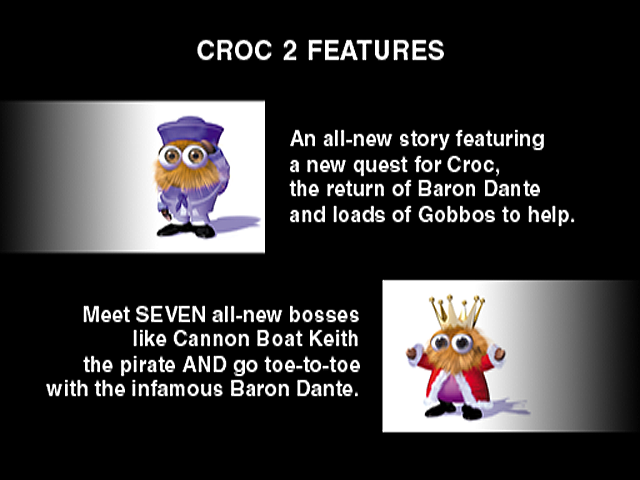 CROC 2 FEATURES
An all-new story featuring
a new quest for Croc,
the return of Baron Dante
and loads of Gobbos to help.
Meet SEVEN all-new bosses
like Cannon Boat Keith
the pirate AND go toe-to-toe
with the infamous Baron Dante.